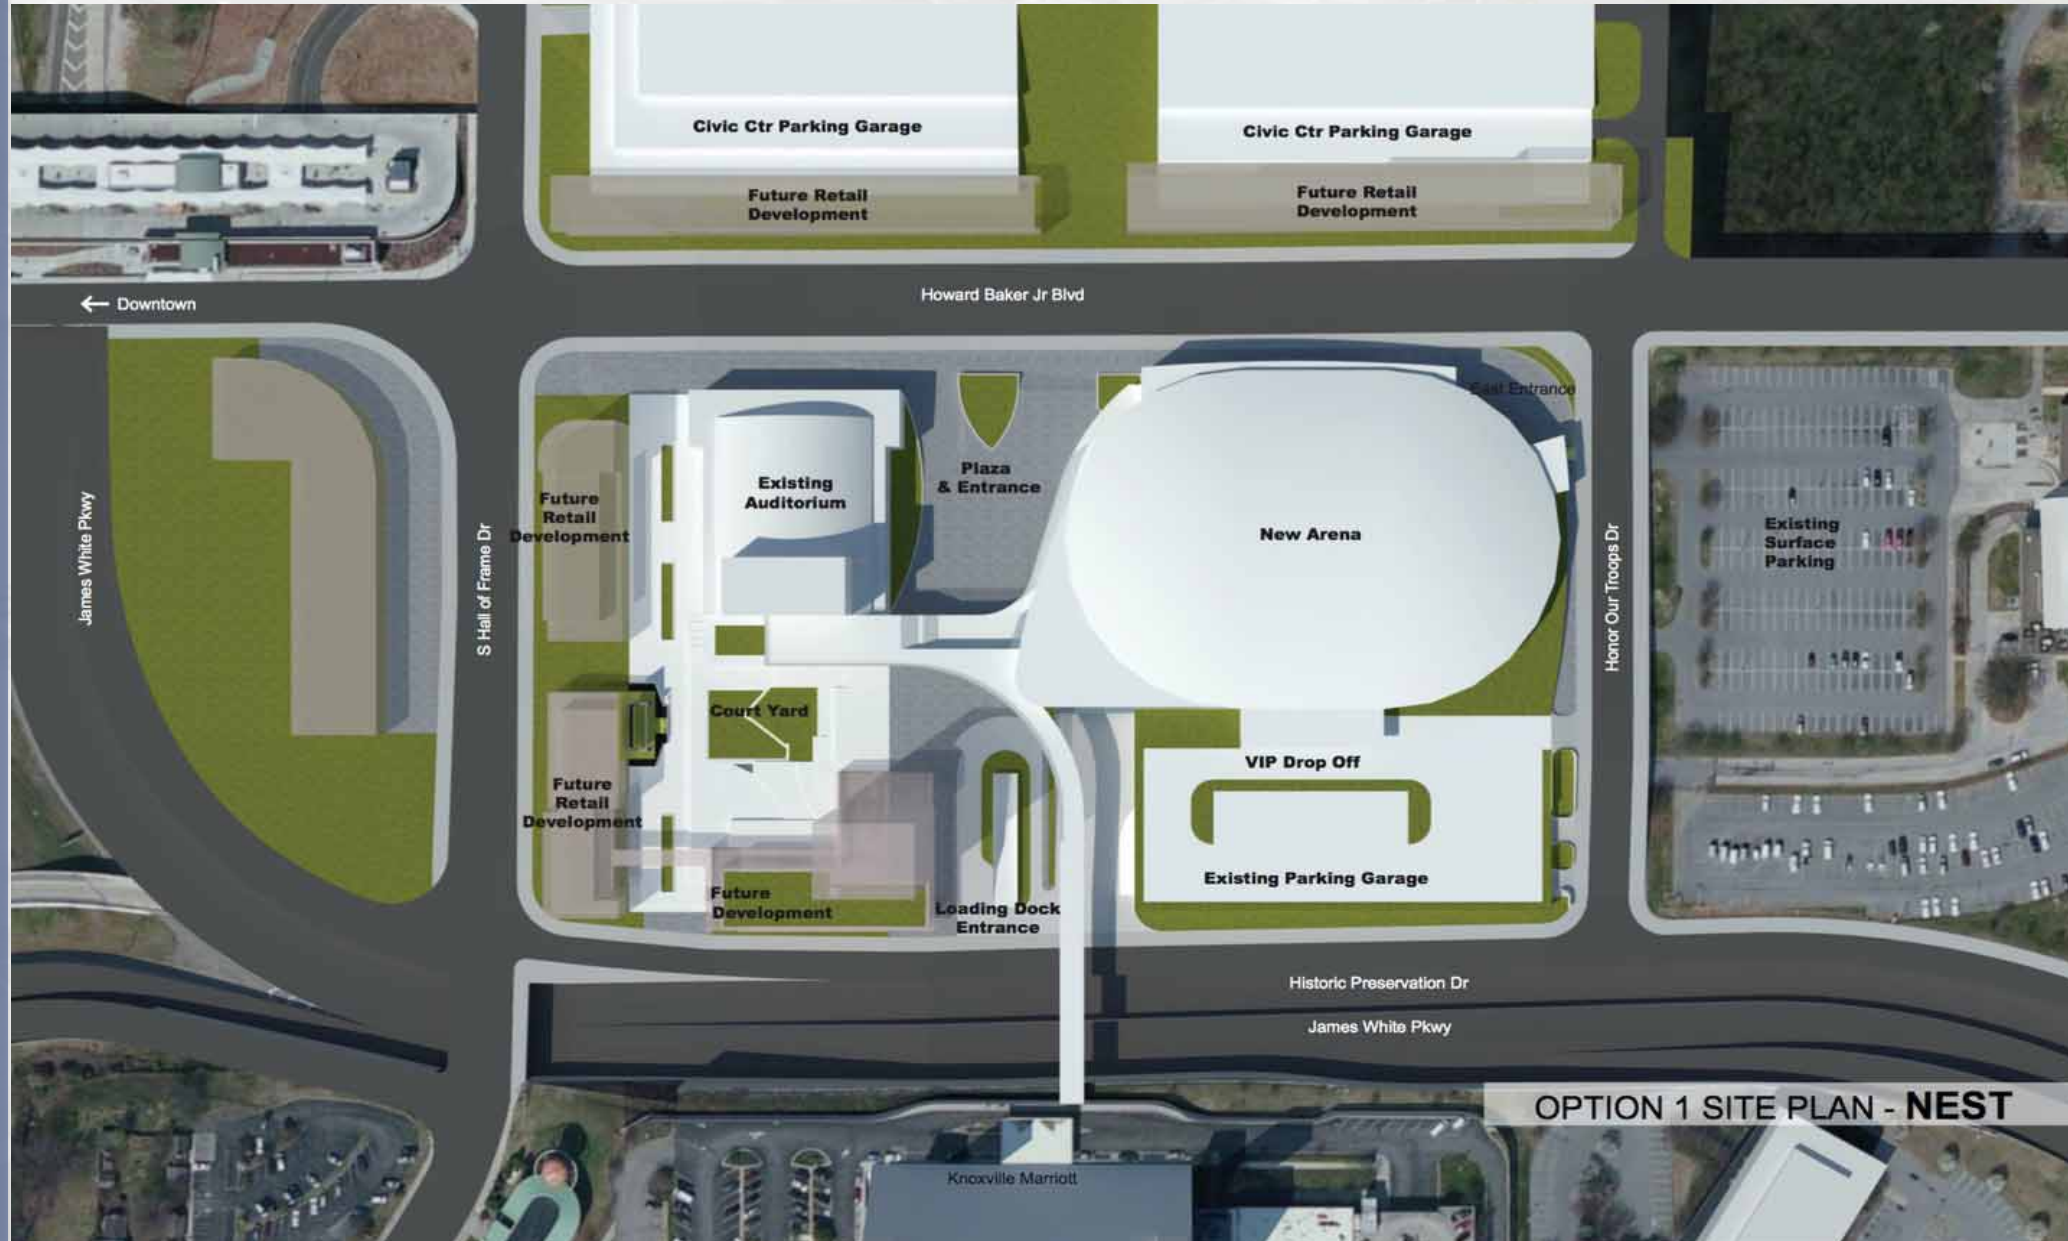 Civic Ctr Parking Garage
Civic Ctr Parking Garage
Future Retail
Development
Future Retail
Development
Howard Baker Jr Blvd
Downtown
East Entrance
Plaza
& Entrance
Existing
Auditorium
Future
Retail
Development
New Arena
Existing
Surface
Parking
James White Pkwy
S Hall of Frame Dr
Honor Our Troops Dr
Court Yard
VIP Drop Off
Future
Retail
Development
Existing Parking Garage
Future
Development
Loading Dock
Entrance
Historic Preservation Dr
James White Pkwy
OPTION 1 SITE PLAN - NEST
Knoxville Marriott